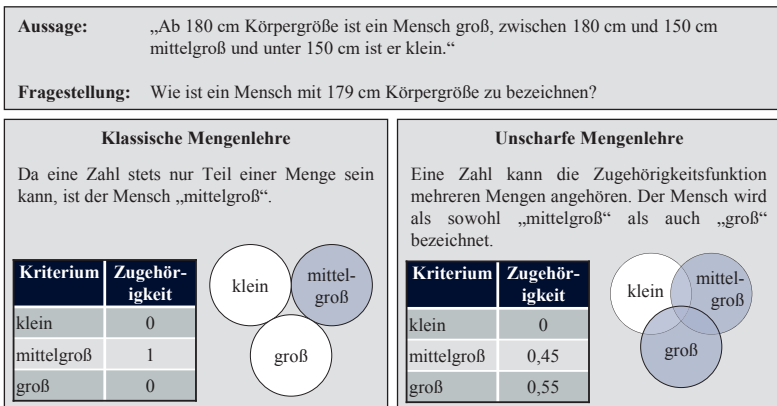 Aussage: „Ab 180 cm Körpergröße ist ein Mensch groß, zwischen 180 cm und 150 cm
mittelgroß und unter 150 cm ist er klein.“
Fragestellung: Wie ist ein Mensch mit 179 cm Körpergröße zu bezeichnen?
Klassische Mengenlehre
Da eine Zahl stets nur Teil einer Menge sein
kann, ist der Mensch „mittelgroß“.
Kriterium Zugehör-
igkeit
klein 0
mittelgroß 1
groß 0
klein
mittel-
groß
groß
Unscharfe Mengenlehre
Eine Zahl kann die Zugehörigkeitsfunktion
mehreren Mengen angehören. Der Mensch wird
als sowohl „mittelgroß“ als auch „groß“
bezeichnet.
Kriterium Zugehör-
igkeit
klein 0
mittelgroß 0,45
groß 0,55
klein
mittel-
groß
groß